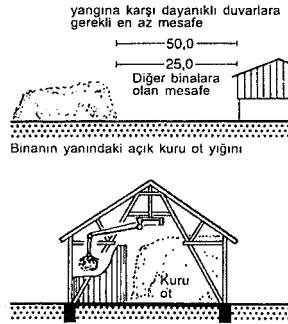 yangına karşı dayanıklı duvarlara
gerekli en az mesafe
50,0
25,0
Diğer binalara
olan mesafe
Binanın yanındaki açık kuru ot yığını
Kuru
ot